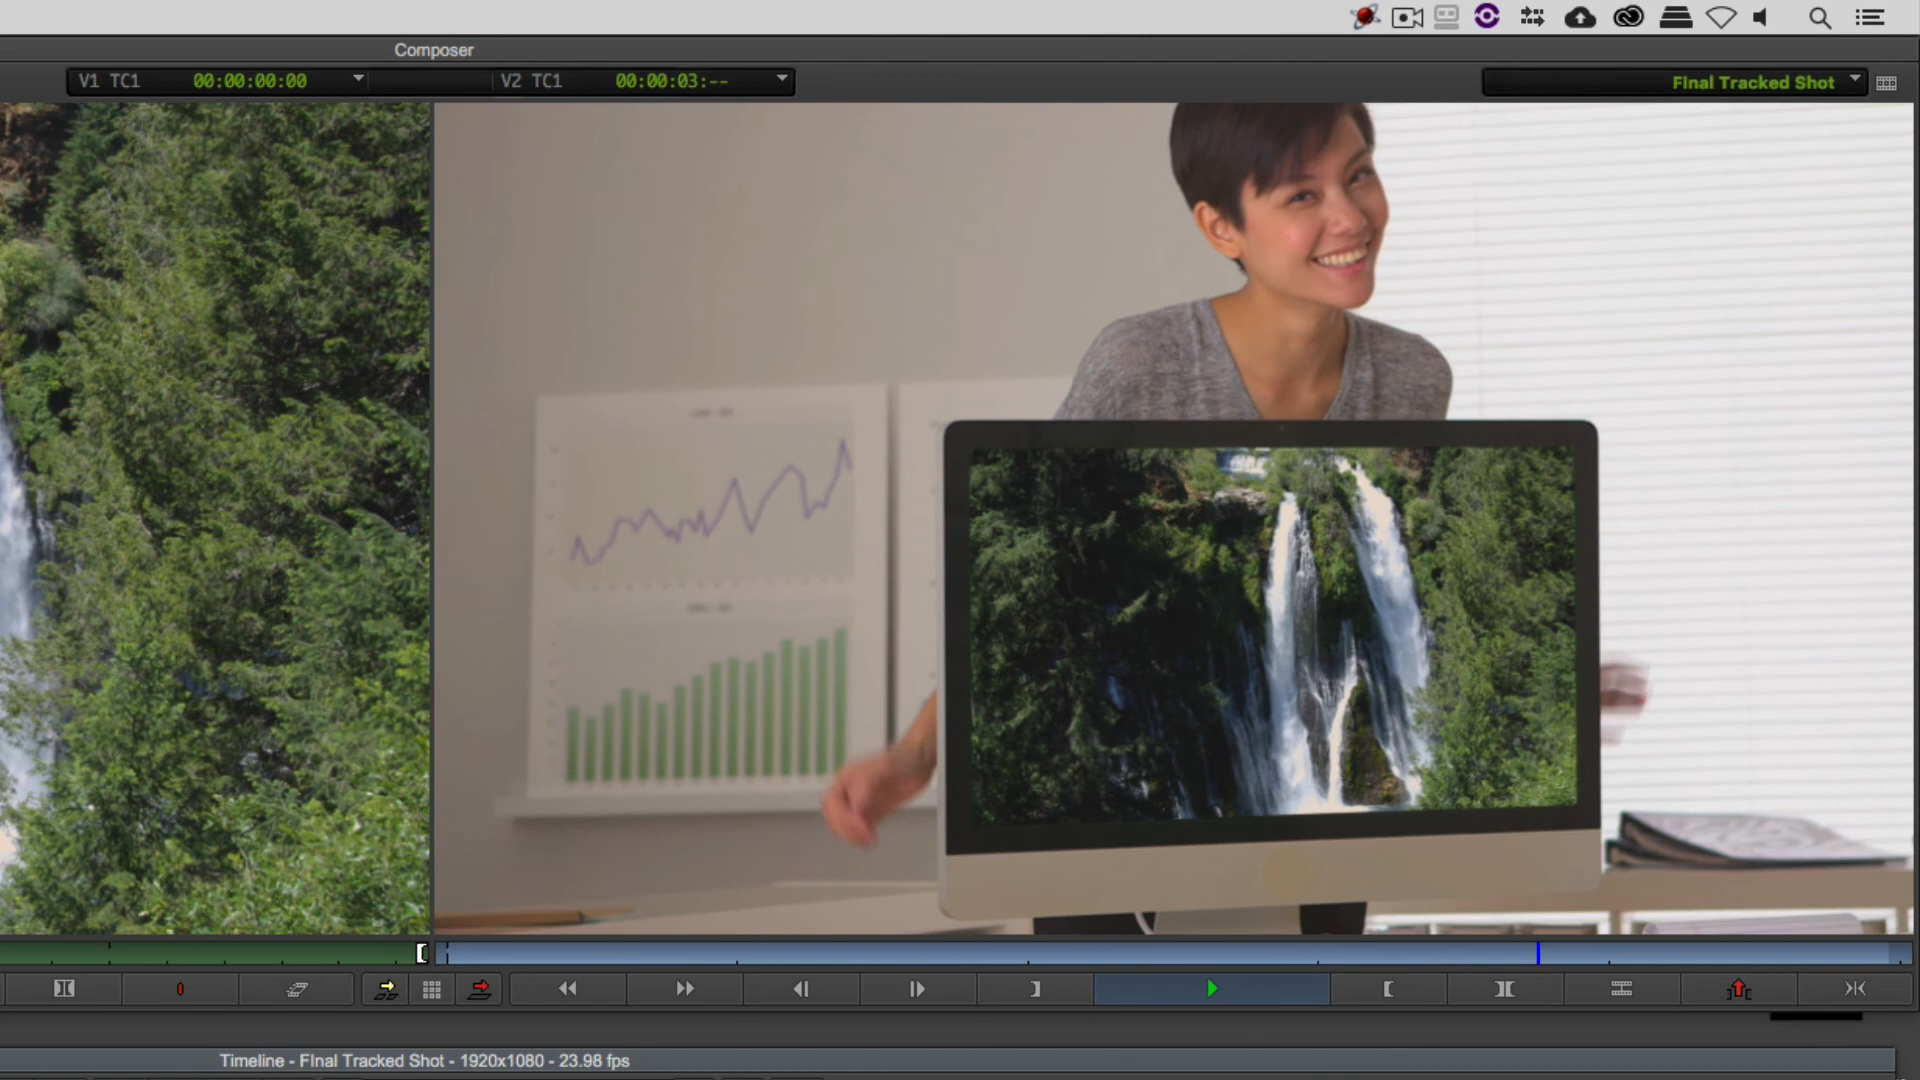 Composer
V1 TC1 00:00:00:00 V2 TC1 00:00:03:-- FInal Tracked Shot
Timeline - FInal Tracked Shot - 1920x1080 - 23.98 fps